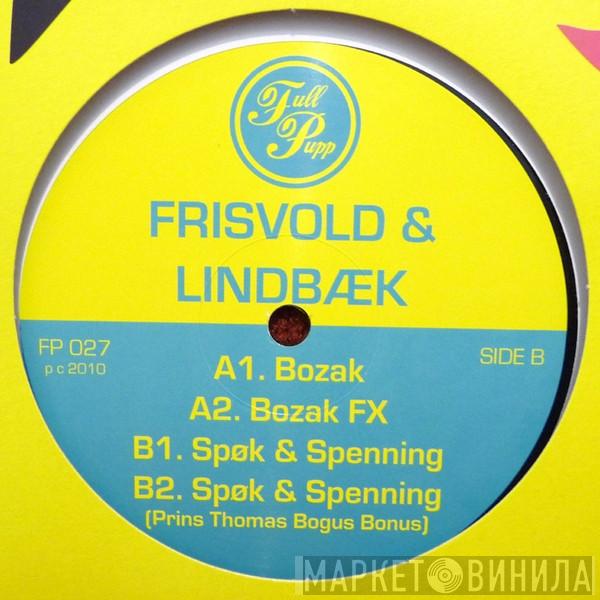 Full
Pupp
FRISVOLD &
LINDBÆK
FP 027
p c 2010
SIDE B
A1. Bozak
A2. Bozak FX
B1. Spøk & Spenning
B2. Spøk & Spenning
(Prins Thomas Bogus Bonus)
МАРКЕТ ВИНИЛА